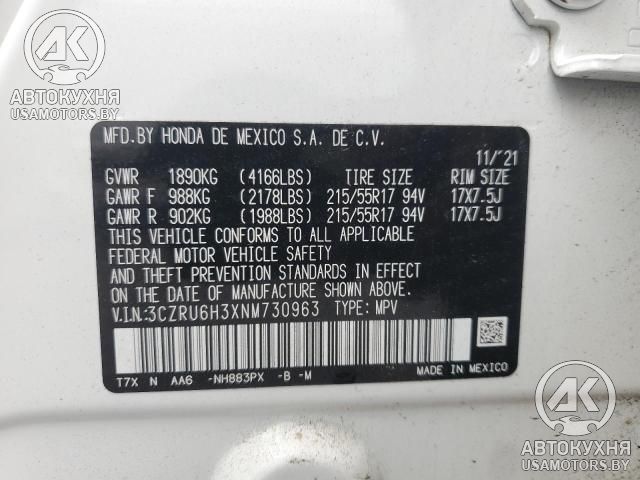 AK
АВТОКУХНЯ
USAMOTORS.BY
MFD.BY HONDA DE MEXICO S.A. DE C.V.
11/'21
GVWR 1890KG (4166LBS) TIRE SIZE RIM SIZE
GAWR F 988KG (2178LBS) 215/55R17 94V 17X7.5J
GAWR R 902KG (1988LBS) 215/55R17 94V 17X7.5J
THIS VEHICLE CONFORMS TO ALL APPLICABLE
FEDERAL MOTOR VEHICLE SAFETY
AND THEFT PREVENTION STANDARDS IN EFFECT
ON THE DATE OF MANUFACTURE SHOWN ABOVE.
V.I.N:3CZRU6H3XNM730963 TYPE: MPV
T7X N AA6 -NH883PX -B -M MADE IN MEXICO
AK
АВТОКУХНЯ
USAMOTORS.BY